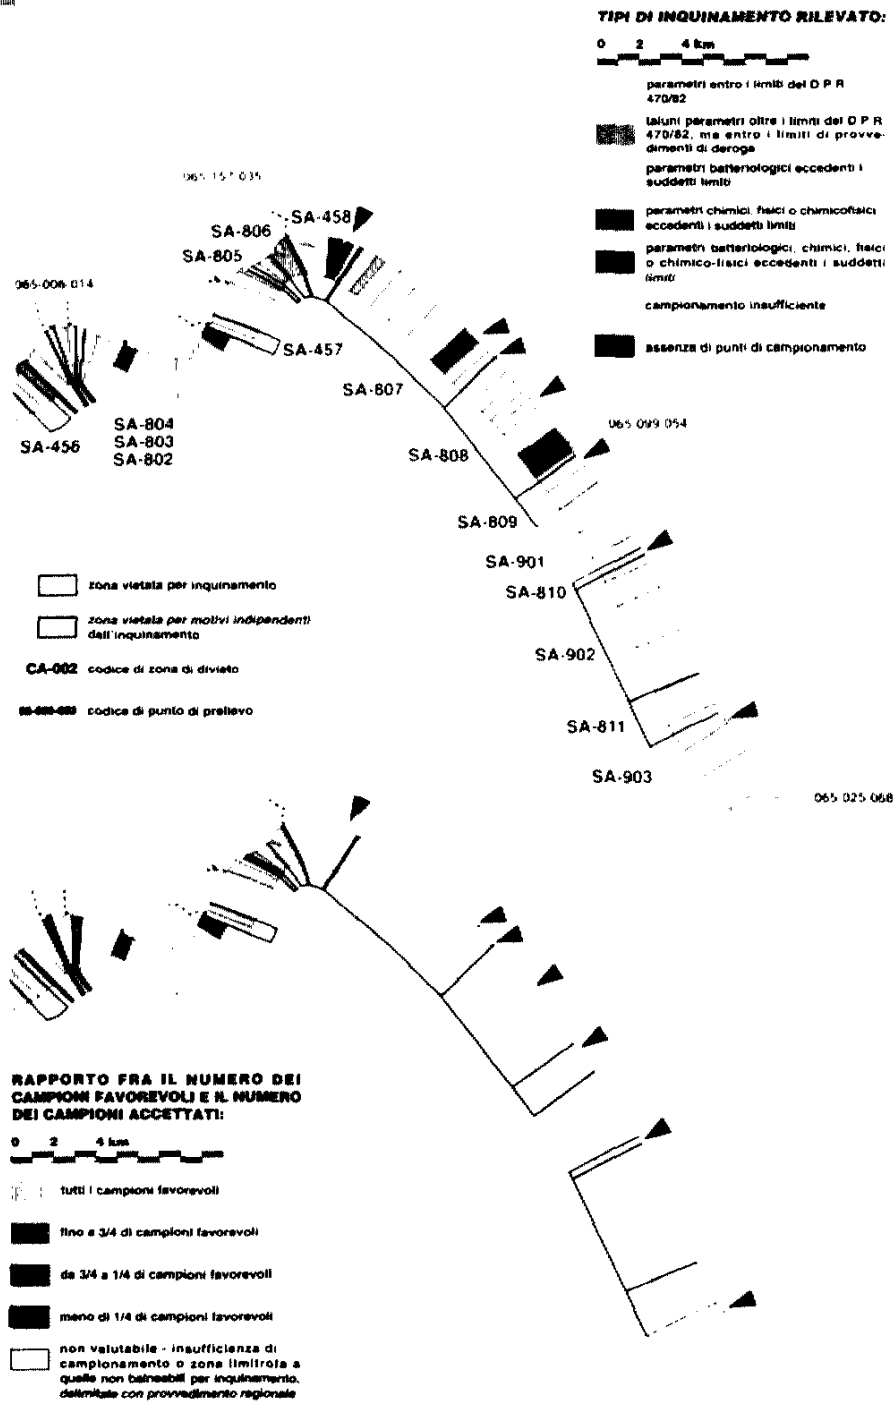 TIPI DI INQUINAMENTO RILEVATO:
0 2 4 km
parametri entro i limiti del D P R
470/82
taluni parametri oltre i limiti del D P R
470/82, ma entro i limiti di provve-
dimenti di deroga
parametri batteriologici eccedenti i
suddetti limiti
parametri chimici, fisici o chimicofisici
eccedenti i suddetti limiti
parametri batteriologici, chimici, fisici
o chimico-fisici eccedenti i suddetti
limiti
campionamento insufficiente
assenza di punti di campionamento
065 157 035
SA-458
SA-806
SA-805
065-006-014
SA-457
SA-807
SA-456
SA-804
SA-803
SA-802
065 099 054
SA-808
SA-809
SA-901
SA-810
SA-902
SA-811
SA-903
065 025 068
zona vietata per inquinamento
zona vietata per motivi indipendenti
dall'inquinamento
CA-002 codice di zona di divieto
codice di punto di prelievo
RAPPORTO FRA IL NUMERO DEI
CAMPIONI FAVOREVOLI E IL NUMERO
DEI CAMPIONI ACCETTATI:
0 2 4 km
tutti i campioni favorevoli
fino a 3/4 di campioni favorevoli
da 3/4 a 1/4 di campioni favorevoli
meno di 1/4 di campioni favorevoli
non valutabile - insufficienza di
campionamento o zona limitrofa a
quelle non balneabili per inquinamento,
delimitate con provvedimento regionale